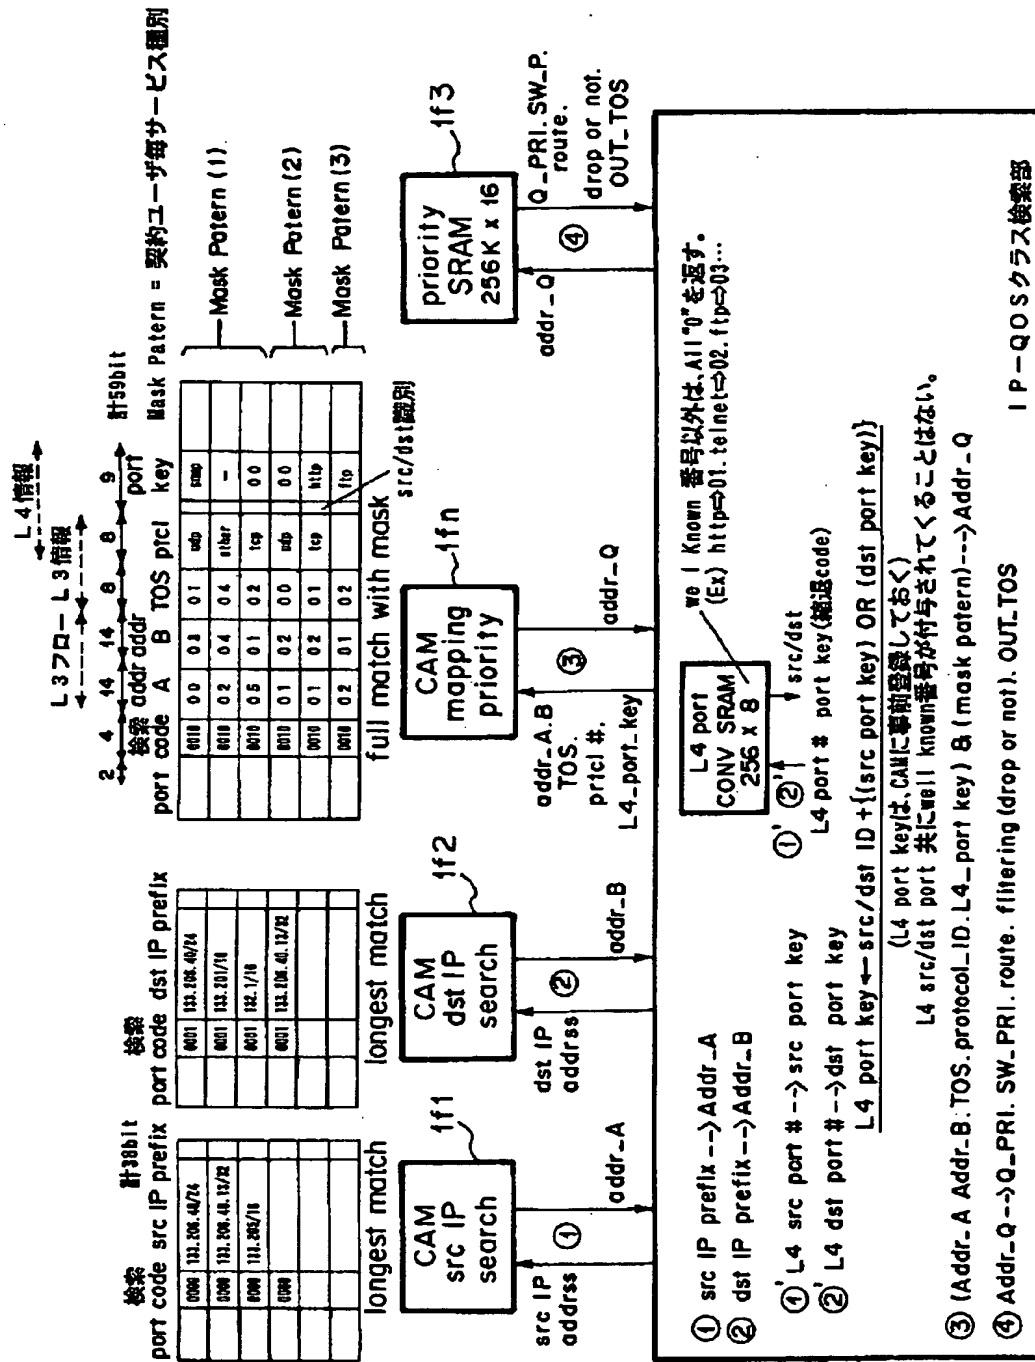 計38bit
検索
port code src IP prefix
0000 133.206.40/24
0000 133.206.40.13/32
0000 133.205/16
0000
longest match
CAM
src IP
search
1f1
src IP
addrss
①
addr_A
検索
port code dst IP prefix
0001 133.206.40/24
0001 133.201/16
0001 132.1/16
0001 133.206.40.13/32
longest match
CAM
dst IP
search
1f2
dst IP
addrss
②
addr_B
L4情報
L3フロー L3情報
2 4 14 14 8 8 9 計59bit
検索 addr addr port
port code A B TOS ptcl key
Mask Patern = 契約ユーザ毎サービス種別
0010 00 03 01 udp snmp
0010 02 04 04 other -
0010 05 01 02 tcp 00
0010 01 02 00 udp 00
0010 01 02 01 tcp http
0010 02 01 02 ftp
Mask Patern(1)
Mask Patern(2)
Mask Patern(3)
full match with mask
src/dst識別
CAM
mapping
priority
1fn
addr_A.B
TOS.
prtcl #.
L4_port_key
③
addr_Q
priority
SRAM
256K x 16
1f3
addr_Q
④
Q_PRI.SW_P.
route.
drop or not.
OUT_TOS
① src IP prefix-->Addr_A
② dst IP prefix-->Addr_B
①' L4 src port #-->src port key
②' L4 dst port#-->dst port key
L4 port
CONV SRAM
256 X 8
we l Known 番号以外は、All"0"を返す。
(Ex) http⇨01.telnet⇨02.ftp⇨03…
①' ②'
src/dst
L4 port # port key(縮退code)
L4 port key← src/dst ID+{(src port key) OR (dst port key)}
(L4 port keyは、CAMに事前登録しておく)
L4 src/dst port 共にwell known番号が付与されてくることはない。
③ (Addr_A Addr_B.TOS.protocol_ID.L4_port key) & (mask patern)--->Addr_Q
④ Addr_Q->Q_PRI. SW_PRI. route. flitering(drop or not). OUT_TOS
IP-QOSクラス検索部